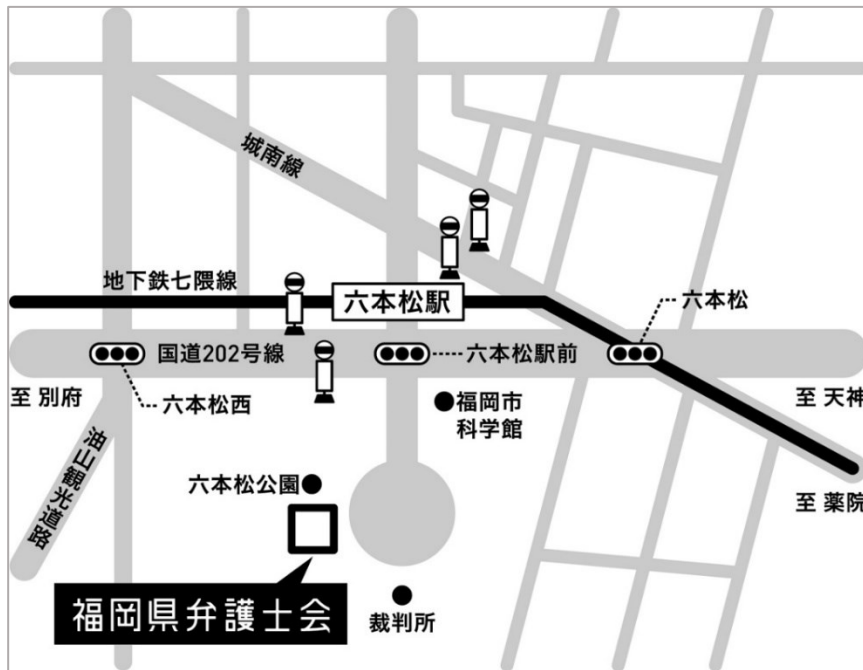 城南線
地下鉄七隈線
六本松駅
六本松
国道202号線
六本松駅前
至 別府
六本松西
福岡市
科学館
至 天神
油山観光道路
六本松公園
至 薬院
福岡県弁護士会
裁判所